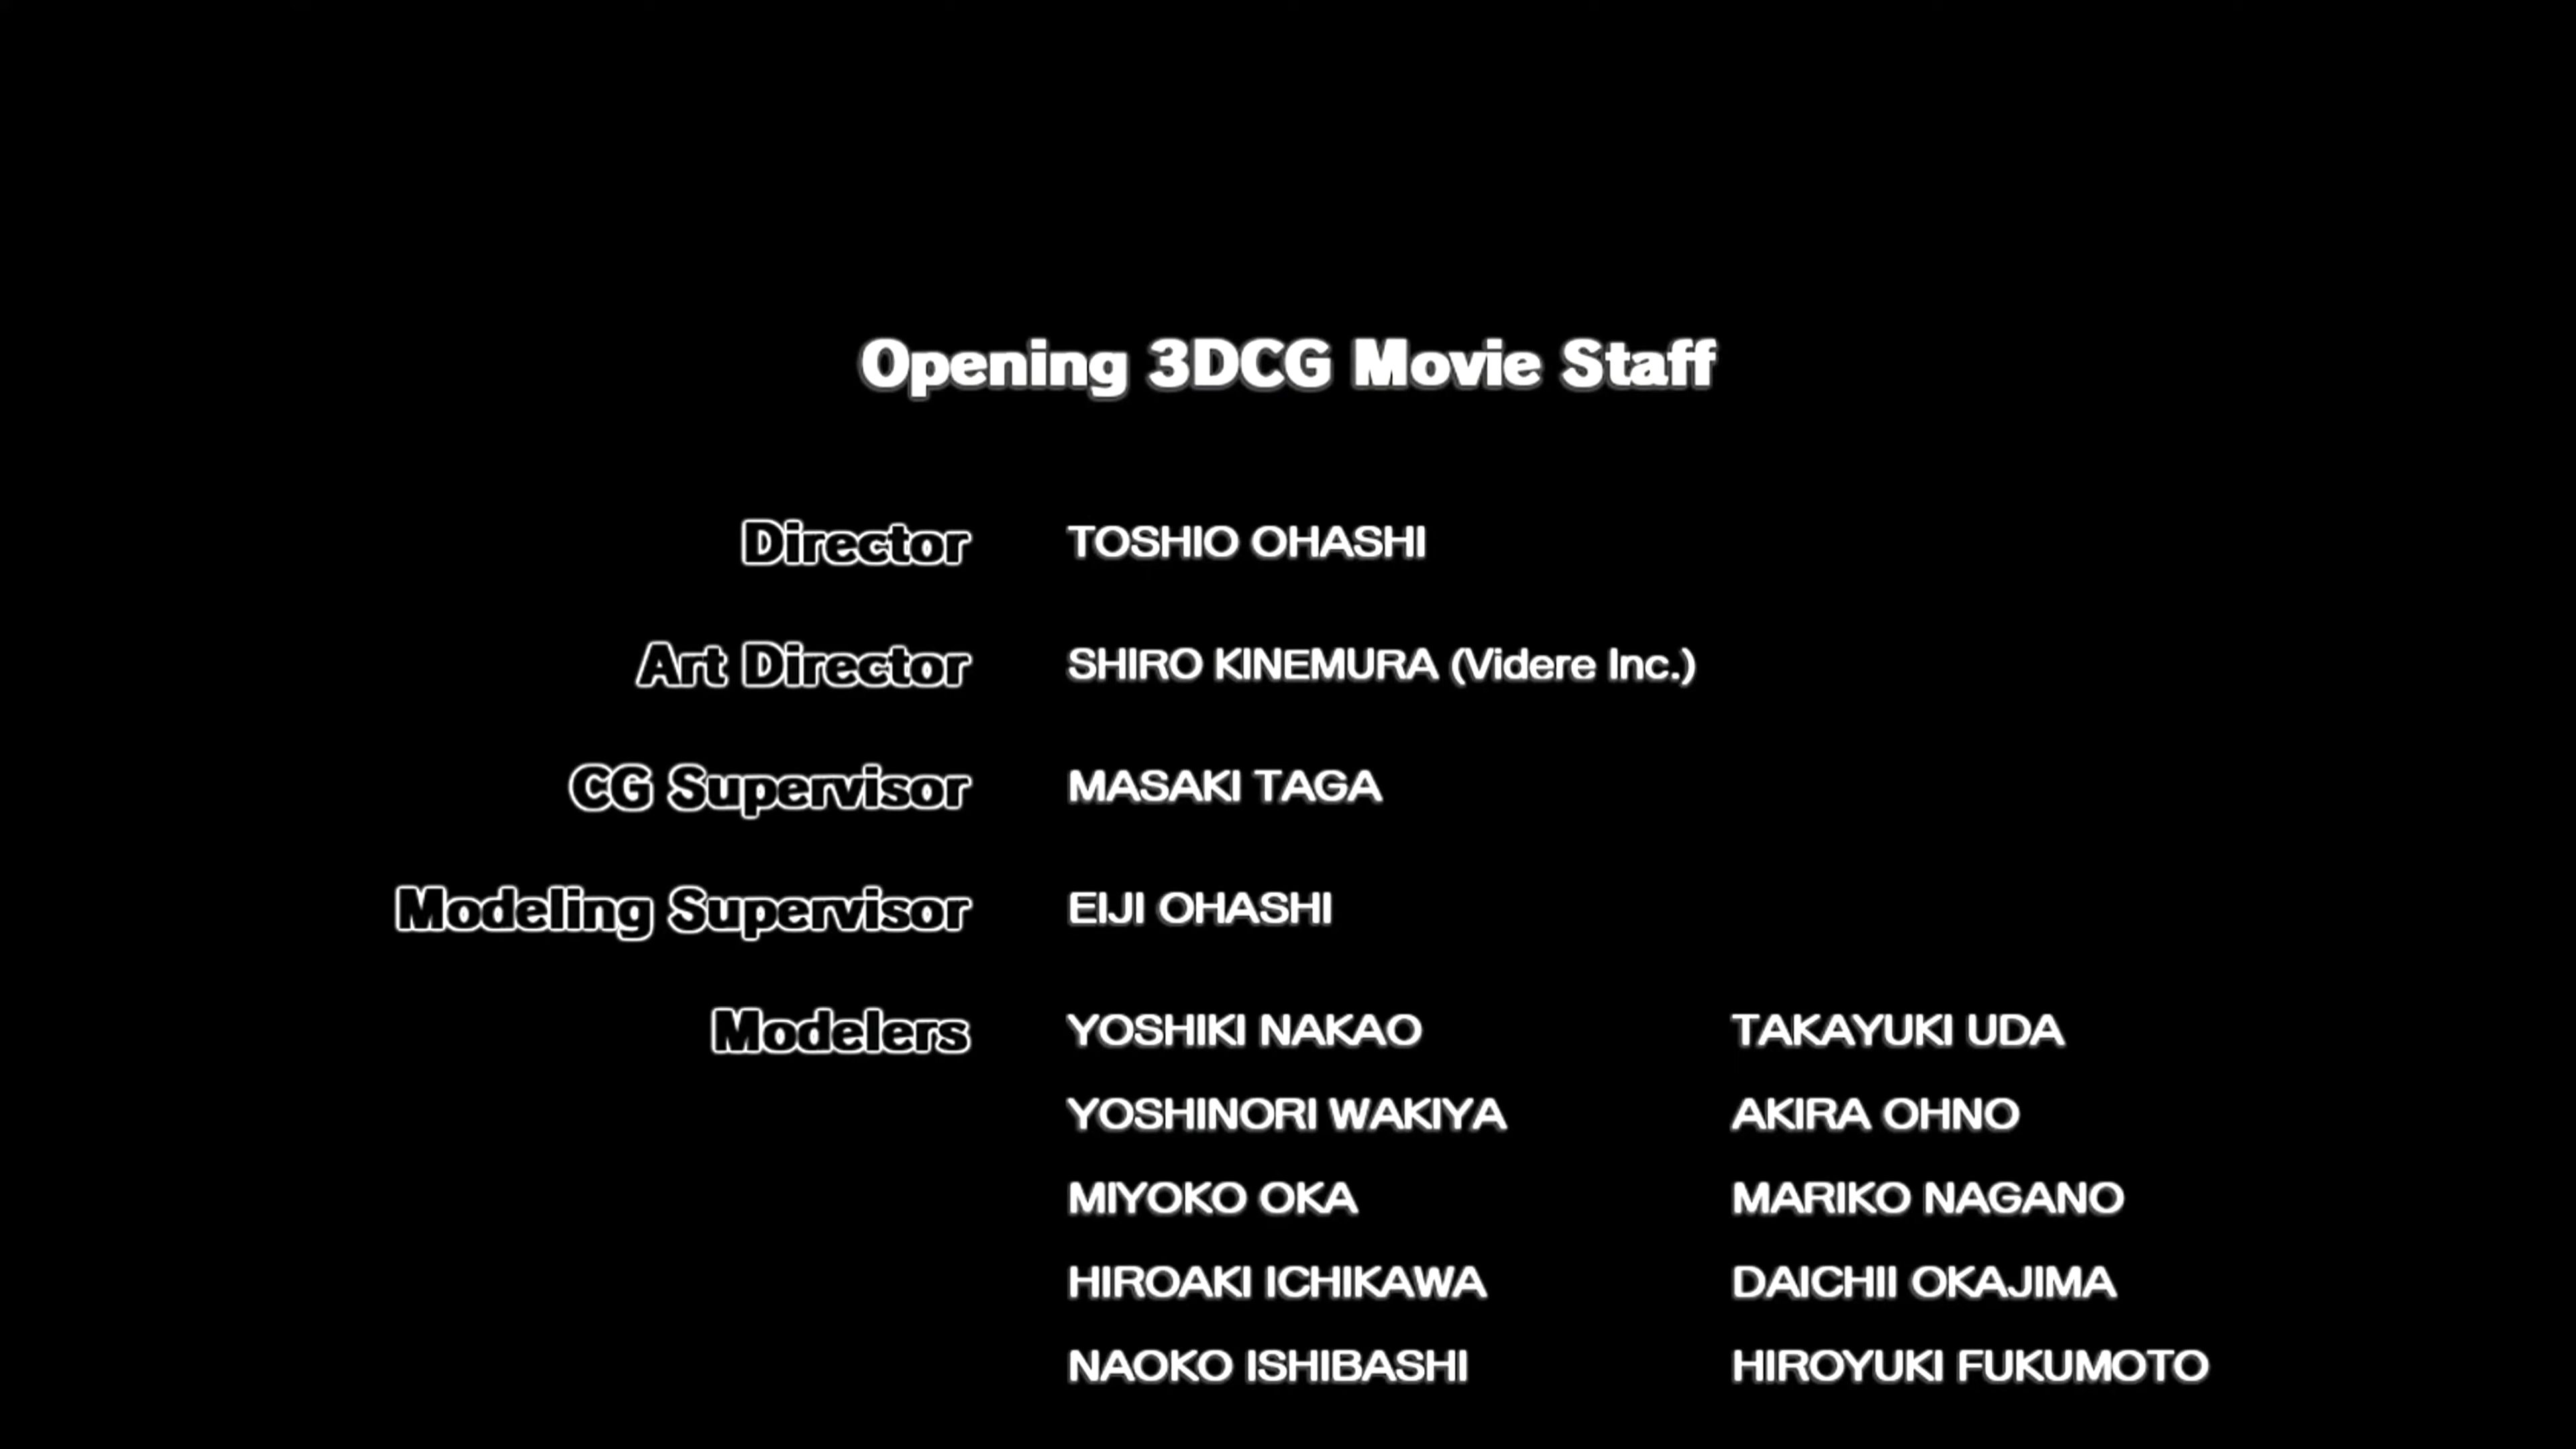 Opening 3DCG Movie Staff
Director TOSHIO OHASHI
Art Director SHIRO KINEMURA (Videre Inc.)
CG Supervisor MASAKI TAGA
Modeling Supervisor EIJI OHASHI
Modelers YOSHIKI NAKAO TAKAYUKI UDA
YOSHINORI WAKIYA AKIRA OHNO
MIYOKO OKA MARIKO NAGANO
HIROAKI ICHIKAWA DAICHII OKAJIMA
NAOKO ISHIBASHI HIROYUKI FUKUMOTO